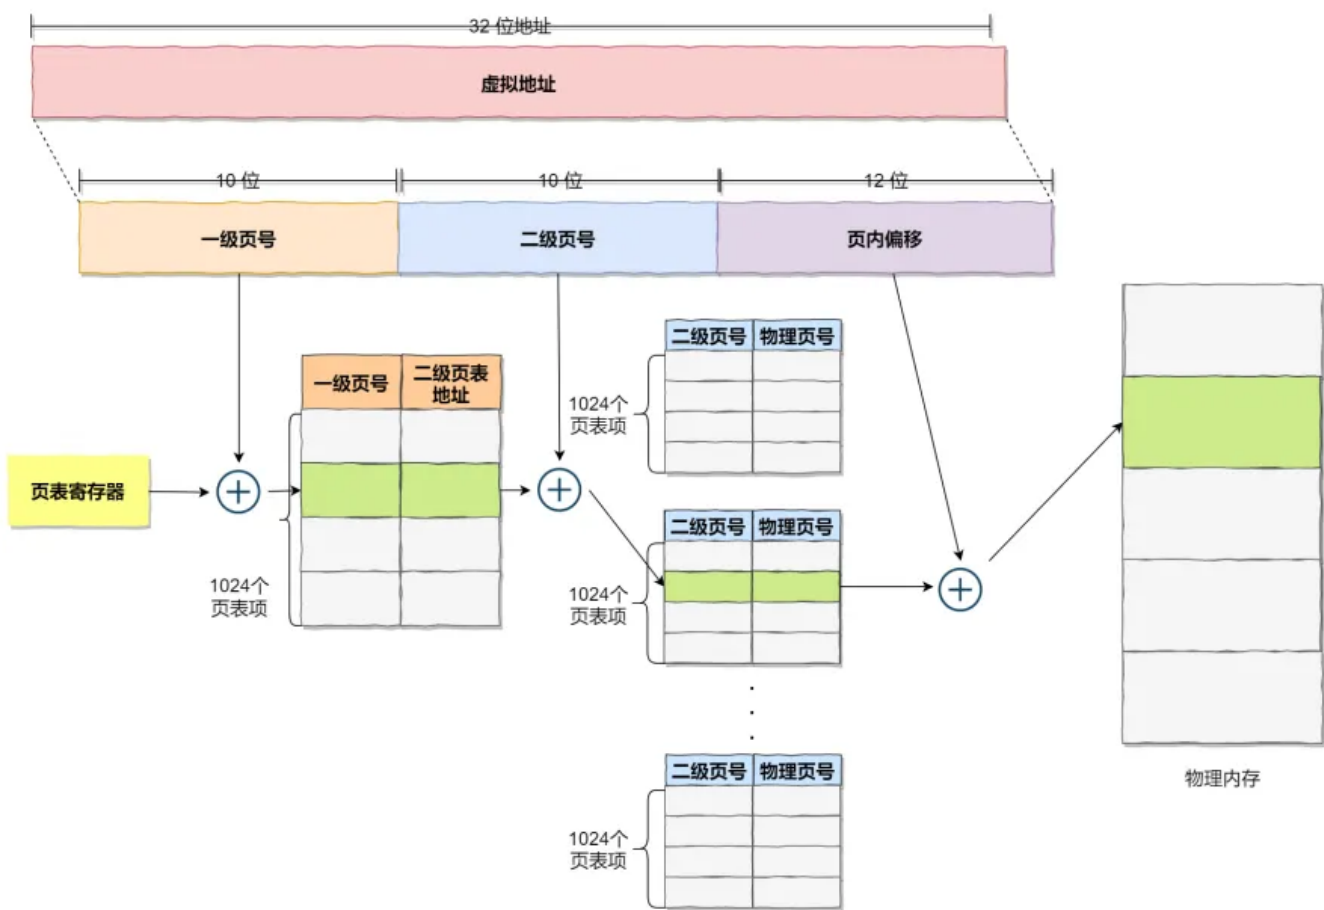 32 位地址
虚拟地址
10 位
10 位
12 位
一级页号
二级页号
页内偏移
二级页号 物理页号
一级页号
二级页表
地址
1024个
页表项
页表寄存器
二级页号 物理页号
1024个
页表项
1024个
页表项
.
.
.
二级页号 物理页号
物理内存
1024个
页表项